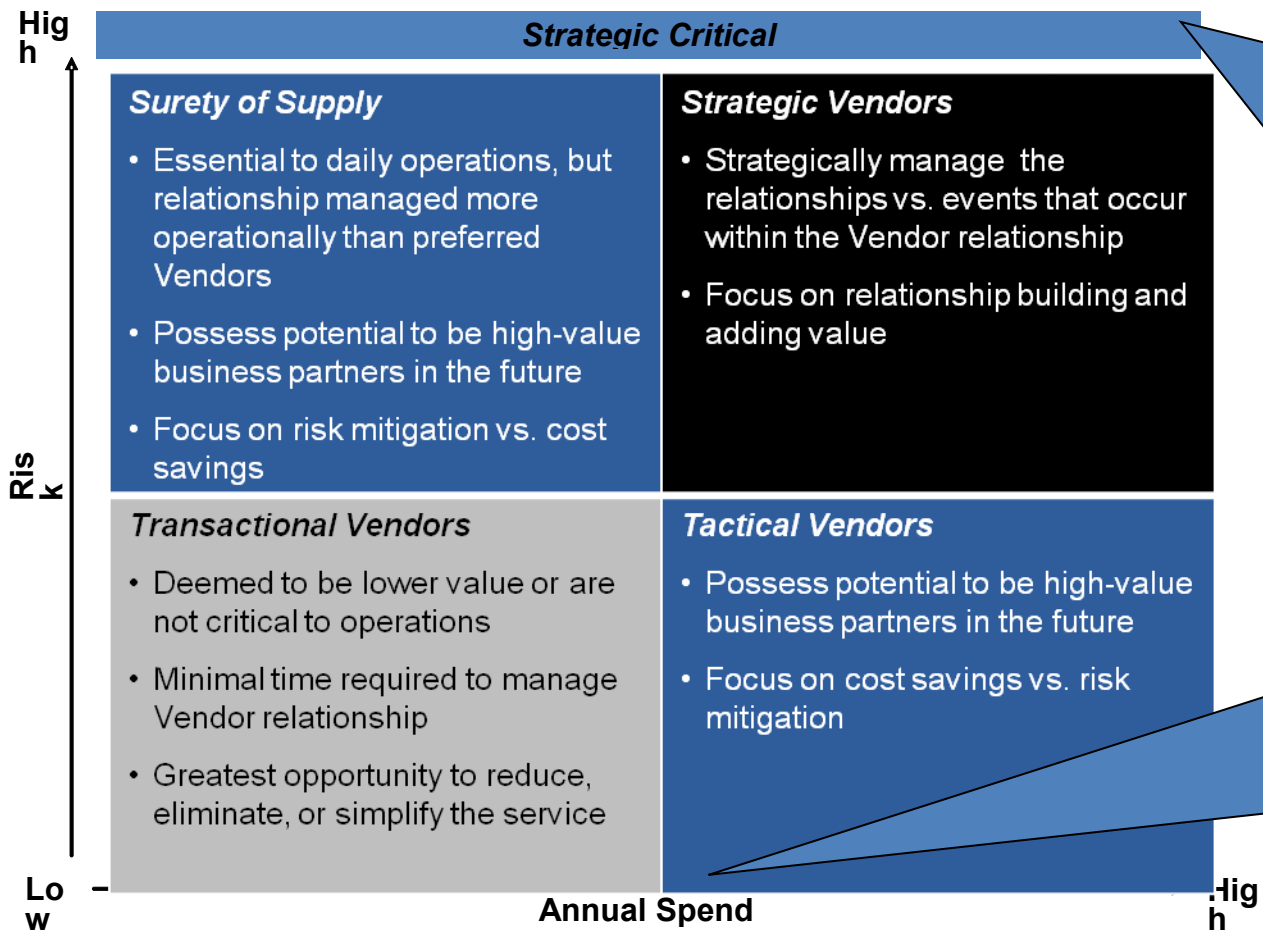 Hig
h
Strategic Critical
Surety of Supply
• Essential to daily operations, but
relationship managed more
operationally than preferred
Vendors
• Possess potential to be high-value
business partners in the future
• Focus on risk mitigation vs. cost
savings
Strategic Vendors
• Strategically manage the
relationships vs. events that occur
within the Vendor relationship
• Focus on relationship building and
adding value
Ris
k
Transactional Vendors
• Deemed to be lower value or are
not critical to operations
• Minimal time required to manage
Vendor relationship
• Greatest opportunity to reduce,
eliminate, or simplify the service
Tactical Vendors
• Possess potential to be high-value
business partners in the future
• Focus on cost savings vs. risk
mitigation
Lo
w
Annual Spend
Hig
h